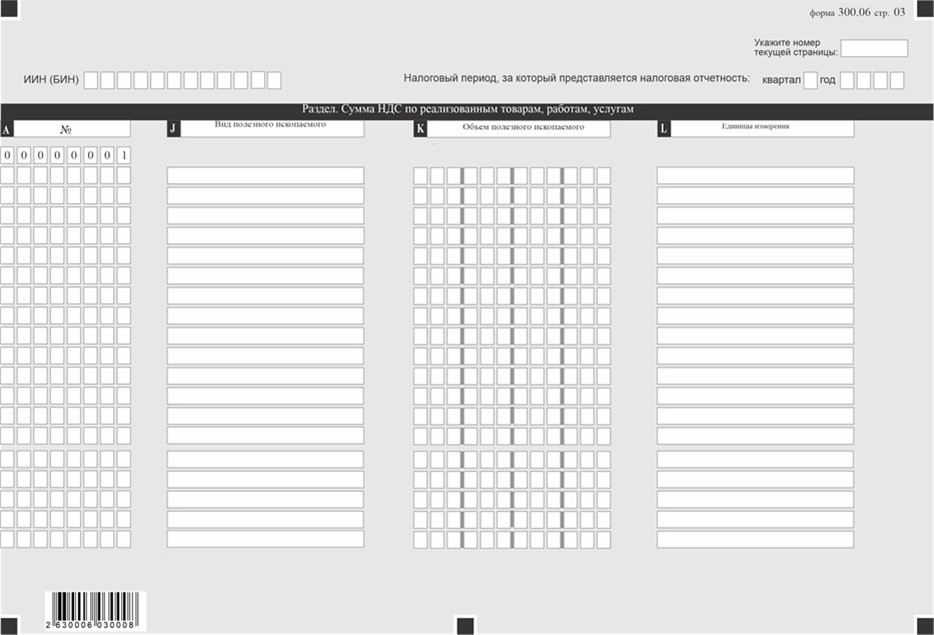 форма 300.06 стр. 03
Укажите номер
текущей страницы:
ИИН (БИН)
Налоговый период, за который представляется налоговая отчетность: квартал год
Раздел. Сумма НДС по реализованным товарам, работам, услугам
A № J Вид полезного ископаемого K Объем полезного ископаемого L Единицы измерения
0 0 0 0 0 0 0 1
2 630006 030008